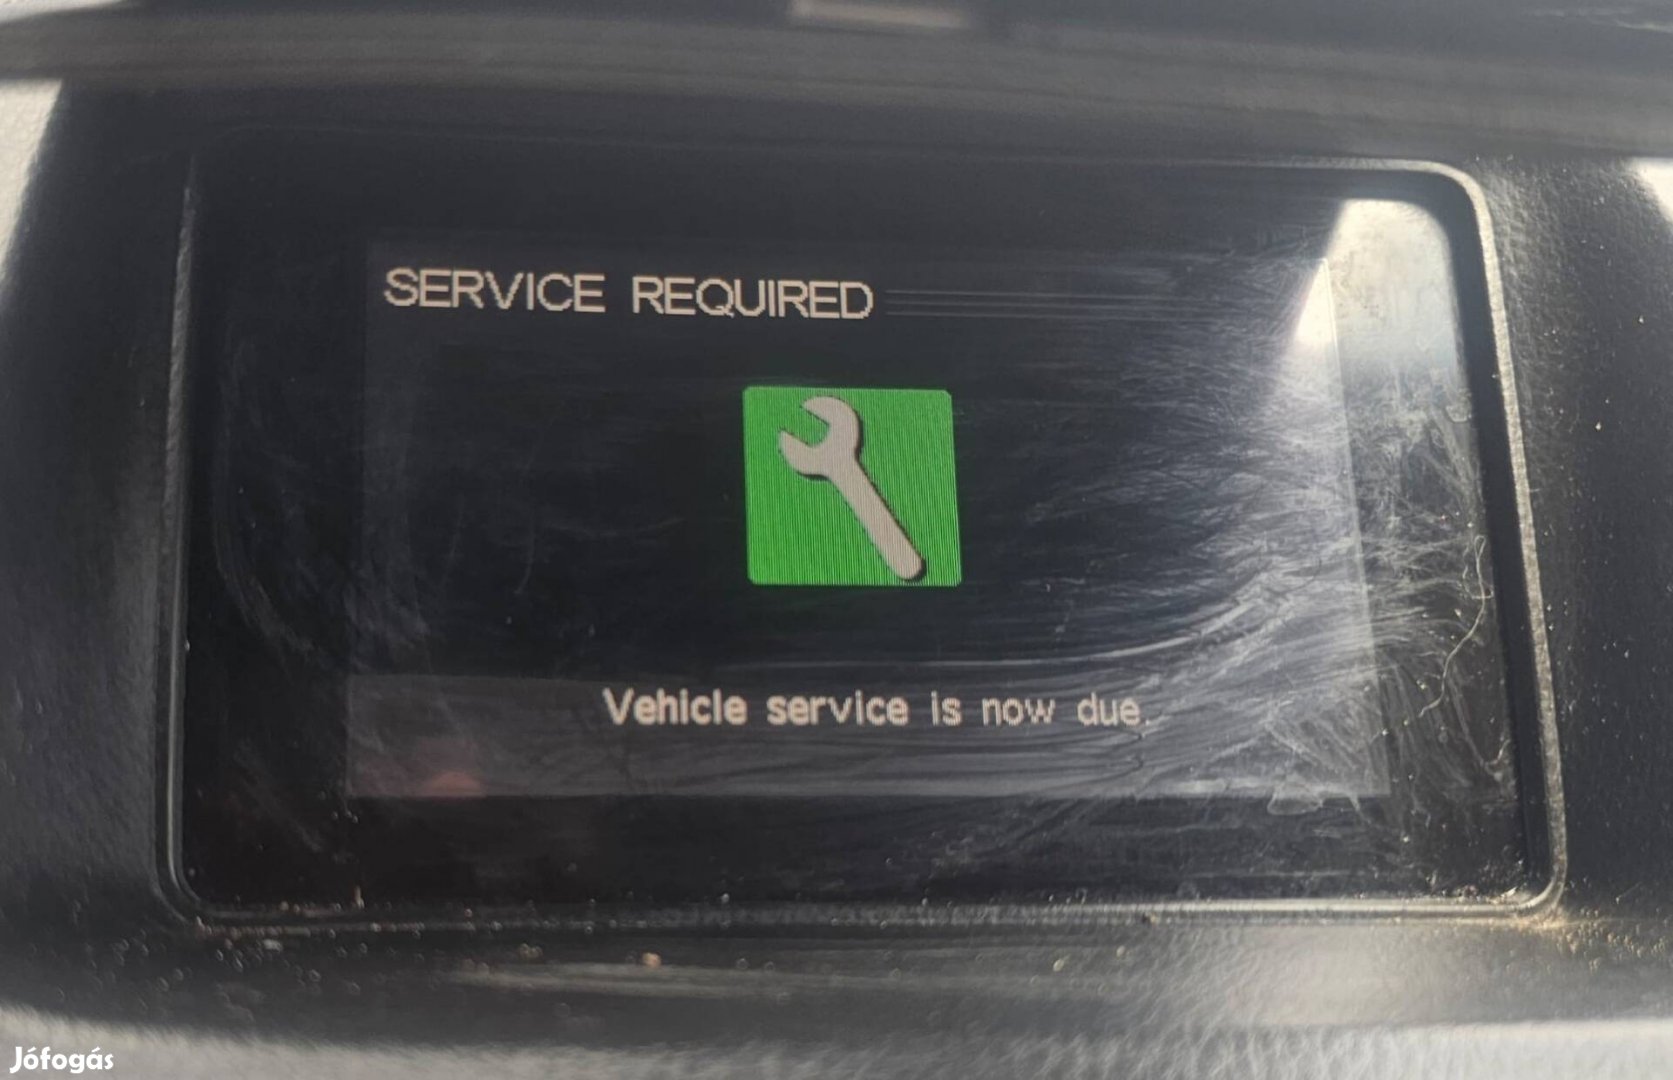 SERVICE REQUIRED
Vehicle service is now due.
Jófogás